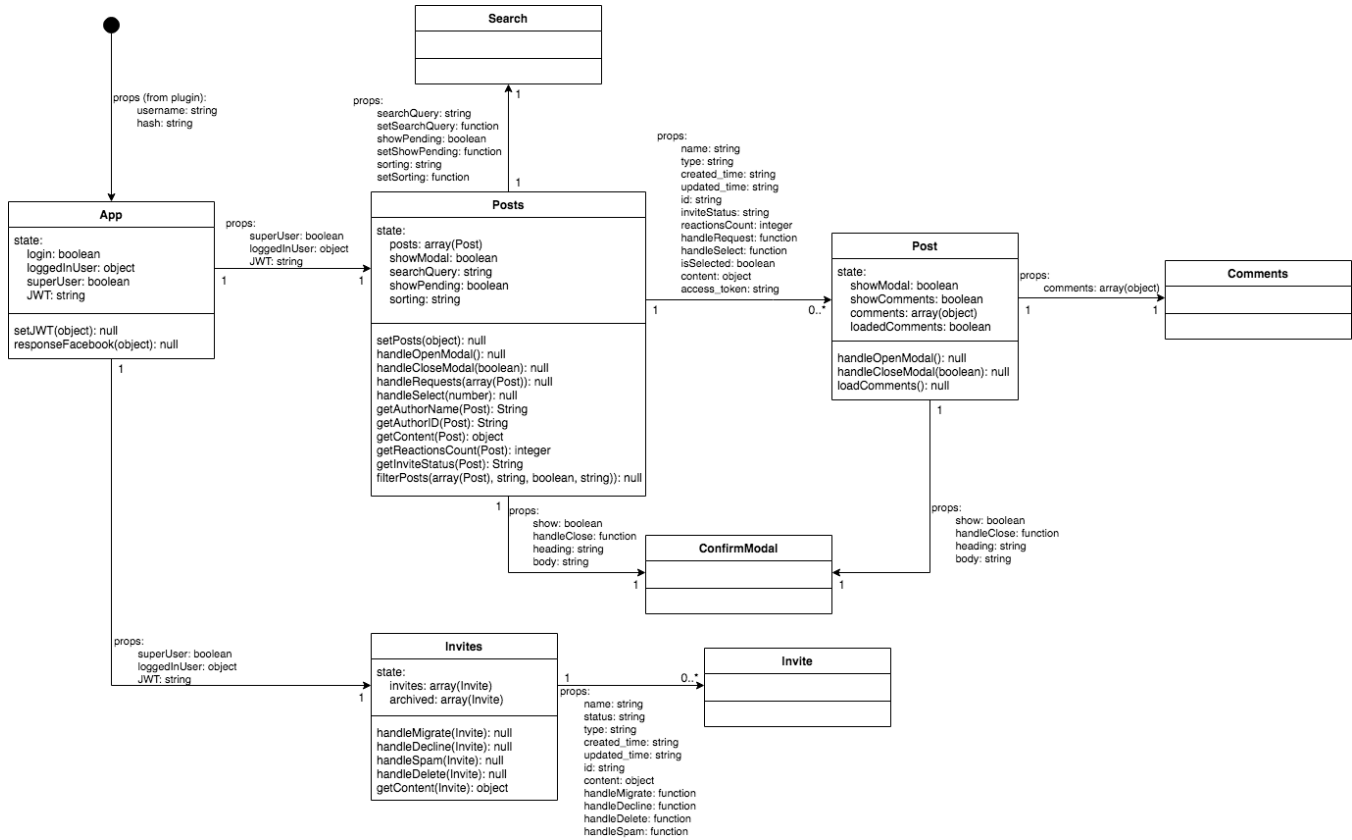 Search
props (from plugin):
username: string
hash: string
1
props:
searchQuery: string
setSearchQuery: function
showPending: boolean
setShowPending: function
sorting: string
setSorting: function
1
App
state:
login: boolean
loggedInUser: object
superUser: boolean
JWT: string
setJWT(object): null
responseFacebook(object): null
props:
superUser: boolean
loggedInUser: object
JWT: string
1
1
Posts
state:
posts: array(Post)
showModal: boolean
searchQuery: string
showPending: boolean
sorting: string
setPosts(object): null
handleOpenModal(): null
handleCloseModal(boolean): null
handleRequests(array(Post)): null
handleSelect(number): null
getAuthorName(Post): String
getAuthorID(Post): String
getContent(Post): object
getReactionsCount(Post): integer
getInviteStatus(Post): String
filterPosts(array(Post), string, boolean, string)): null
props:
name: string
type: string
created_time: string
updated_time: string
id: string
inviteStatus: string
reactionsCount: integer
handleRequest: function
handleSelect: function
isSelected: boolean
content: object
access_token: string
1
0..*
Post
state:
showModal: boolean
showComments: boolean
comments: array(object)
loadedComments: boolean
handleOpenModal(): null
handleCloseModal(boolean): null
loadComments(): null
props:
comments: array(object)
1
1
Comments
1
props:
show: boolean
handleClose: function
heading: string
body: string
1
ConfirmModal
1
props:
show: boolean
handleClose: function
heading: string
body: string
1
1
props:
superUser: boolean
loggedInUser: object
JWT: string
1
Invites
state:
invites: array(Invite)
archived: array(Invite)
handleMigrate(Invite): null
handleDecline(Invite): null
handleSpam(Invite): null
handleDelete(Invite): null
getContent(Invite): object
1
0..*
props:
name: string
status: string
type: string
created_time: string
updated_time: string
id: string
content: object
handleMigrate: function
handleDecline: function
handleDelete: function
handleSpam: function
Invite